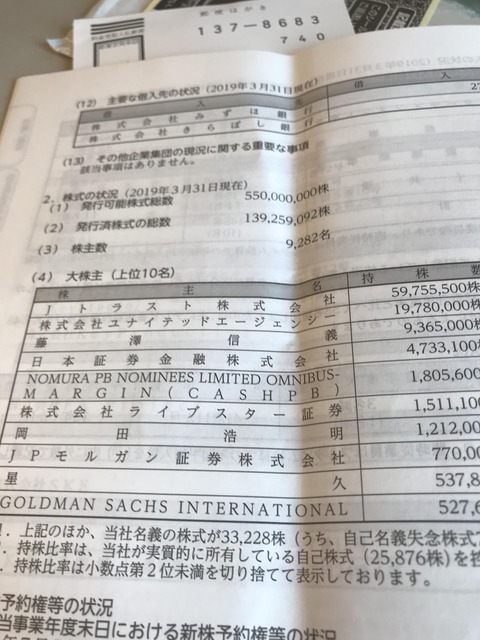 郵便はがき
137-8683
740
(12) 主要な借入先の状況(2019年3月31日現在)
借 入 先 借 入
株式会社みずほ銀行 27
株式会社きらぼし銀行
(13) その他企業集団の現況に関する重要な事項
該当事項はありません。
2. 株式の状況(2019年3月31日現在)
(1) 発行可能株式総数 550,000,000株
(2) 発行済株式の総数 139,259,092株
(3) 株主数 9,282名
(4) 大株主(上位10名)
株 主 名 持 株 数
Jトラスト株式会社 59,755,500株
株式会社ユナイテッドエージェンシー 19,780,000株
藤澤信義 9,365,000株
日本証券金融株式会社 4,733,100株
NOMURA PB NOMINEES LIMITED OMNIBUS-
MARGIN(CASHPB) 1,805,600
株式会社ライブスター証券 1,511,100
岡田浩明 1,212,00
JPモルガン証券株式会社 770,00
星 久 537,8
GOLDMAN SACHS INTERNATIONAL 527,6
1. 上記のほか、当社名義の株式が33,228株(うち、自己名義失念株式7
. 持株比率は、当社が実質的に所有している自己株式(25,876株)を控
. 持株比率は小数点第2位未満を切り捨てて表示しております。
予約権等の状況
当事業年度末日における新株予約権等の状況